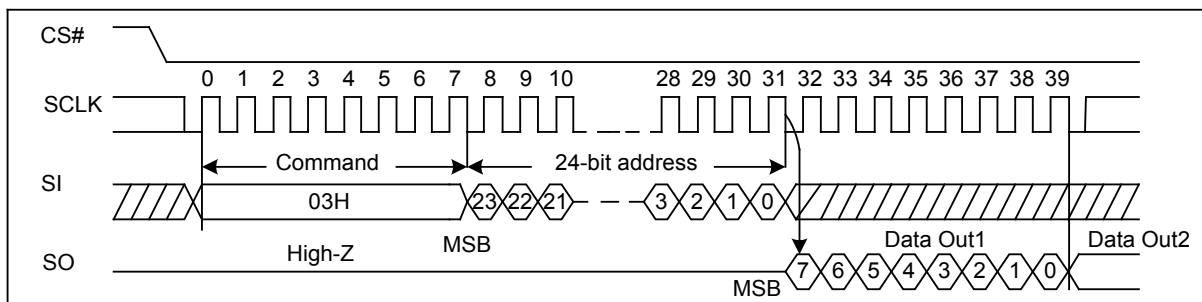 CS#
0 1 2 3 4 5 6 7 8 9 10 28 29 30 31 32 33 34 35 36 37 38 39
SCLK
Command 24-bit address
SI 03H 23 22 21 3 2 1 0
High-Z MSB Data Out1 Data Out2
SO 7 6 5 4 3 2 1 0
MSB